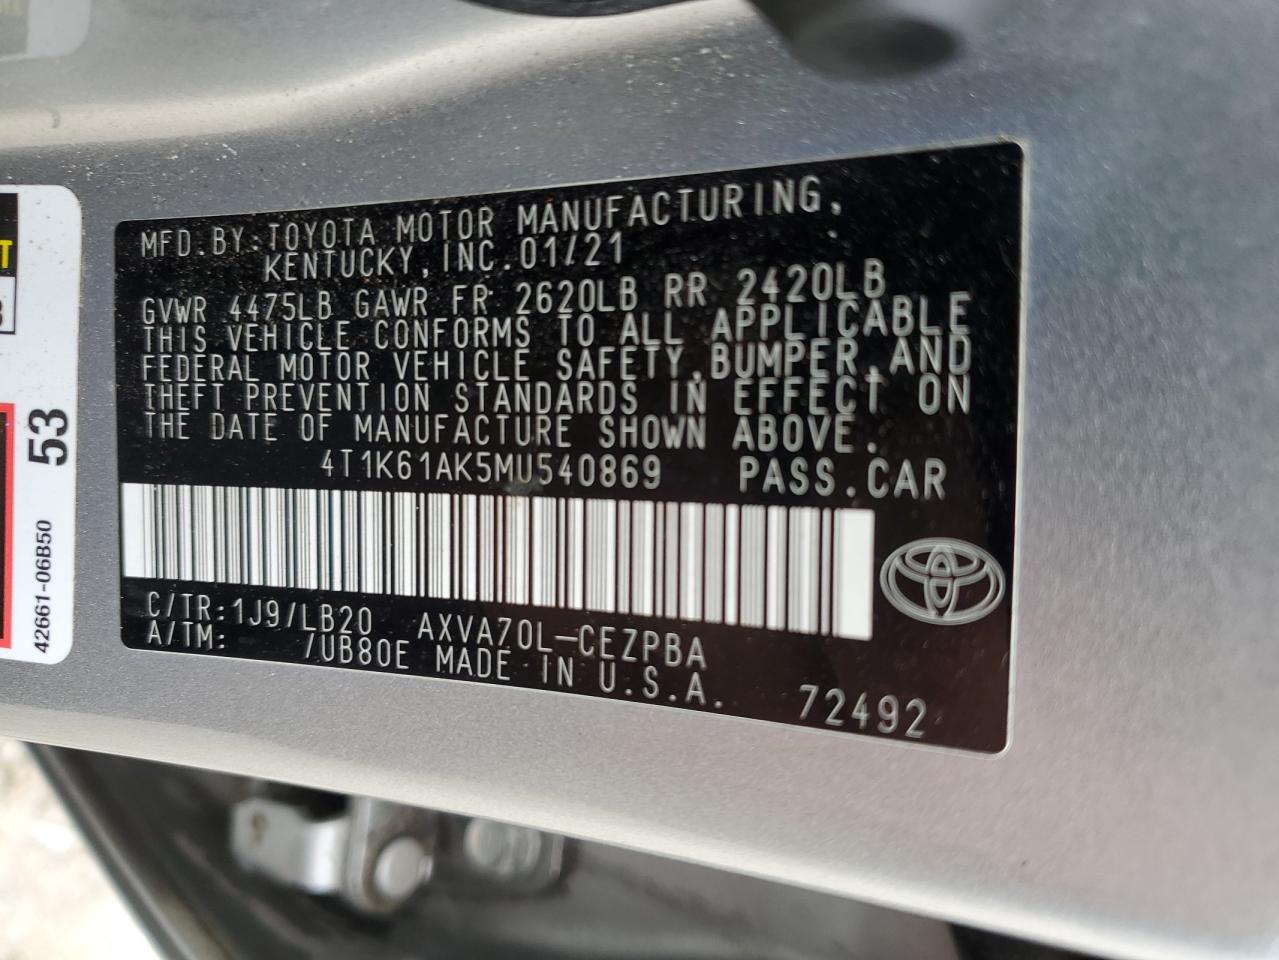 MFD.BY:TOYOTA MOTOR MANUFACTURING,
KENTUCKY,INC.01/21
GVWR 4475LB GAWR FR 2620LB RR 2420LB
THIS VEHICLE CONFORMS TO ALL APPLICABLE
FEDERAL MOTOR VEHICLE SAFETY,BUMPER,AND
THEFT PREVENTION STANDARDS IN EFFECT ON
THE DATE OF MANUFACTURE SHOWN ABOVE.
4T1K61AK5MU540869 PASS.CAR
C/TR:1J9/LB20 AXVA70L-CEZPBA
A/TM: /UB80E MADE IN U.S.A.
72492
53
42661-06B50